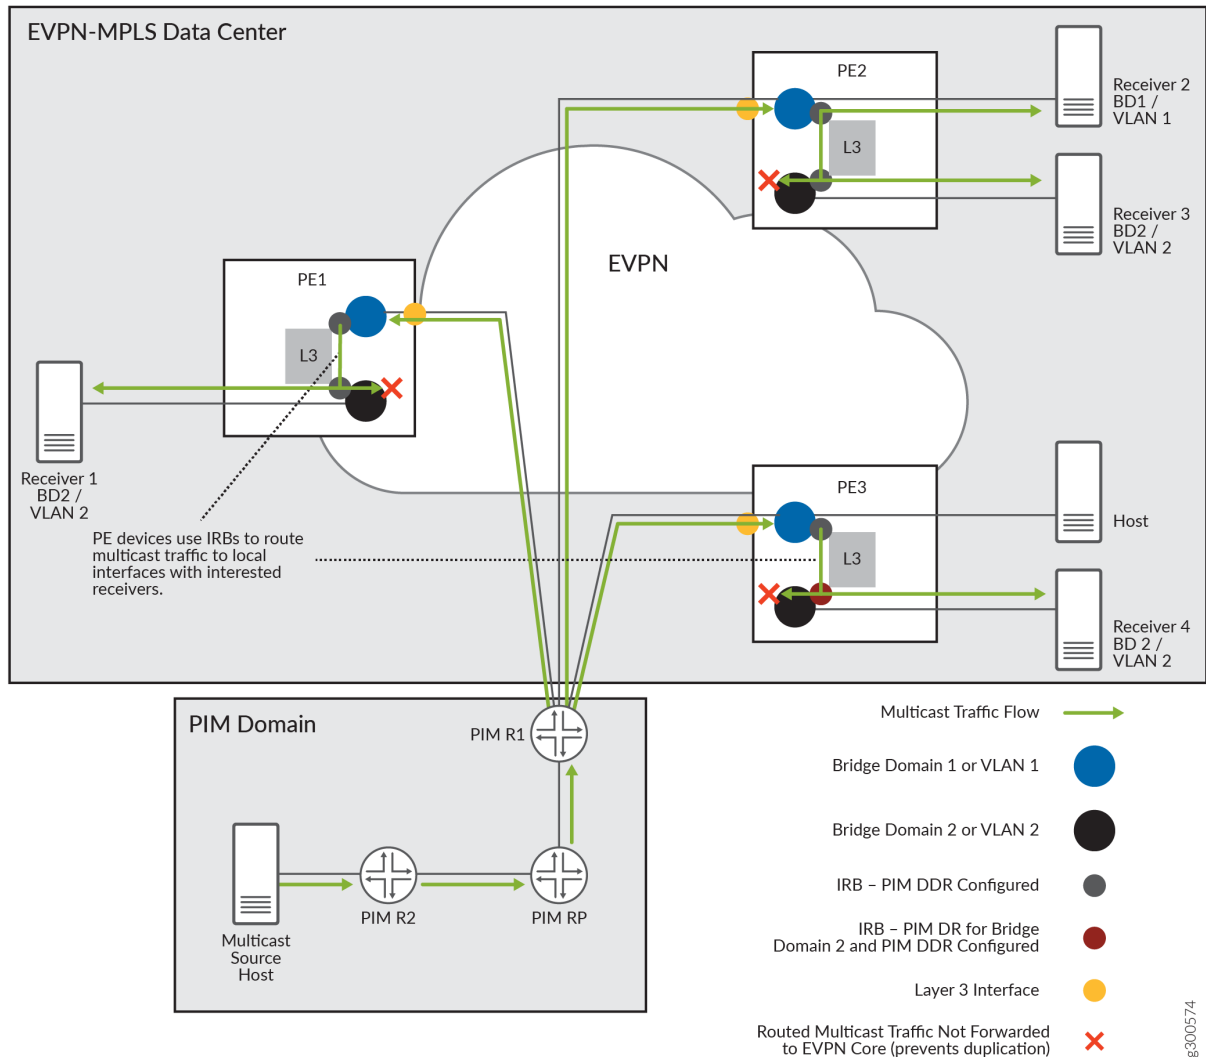 EVPN-MPLS Data Center
PE2
Receiver 2
BD1 /
VLAN 1
L3
Receiver 3
BD2 /
VLAN 2
EVPN
PE1
L3
Receiver 1
BD2 /
VLAN 2
PE devices use IRBs to route
multicast traffic to local
interfaces with interested
receivers.
PE3
Host
L3
Receiver 4
BD 2 /
VLAN 2
PIM Domain
PIM R1
PIM R2
PIM RP
Multicast
Source
Host
Multicast Traffic Flow
Bridge Domain 1 or VLAN 1
Bridge Domain 2 or VLAN 2
IRB – PIM DDR Configured
IRB – PIM DR for Bridge
Domain 2 and PIM DDR Configured
Layer 3 Interface
Routed Multicast Traffic Not Forwarded
to EVPN Core (prevents duplication)
g300574